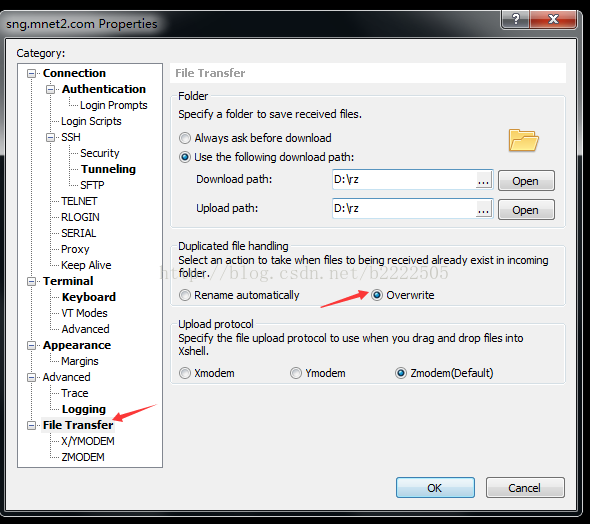 sng.mnet2.com Properties
?
Category:
Connection
Authentication
Login Prompts
Login Scripts
SSH
Security
Tunneling
SFTP
TELNET
RLOGIN
SERIAL
Proxy
Keep Alive
Terminal
Keyboard
VT Modes
Advanced
Appearance
Margins
Advanced
Trace
Logging
File Transfer
X/YMODEM
ZMODEM
File Transfer
Folder
Specify a folder to save received files.
Always ask before download
Use the following download path:
Download path: D:\rz ... Open
Upload path: D:\rz ... Open
Duplicated file handling
Select an action to take when files to being received already exist in incoming
folder.
http://blog.csdn.net/b2222505
Rename automatically Overwrite
Upload protocol
Specify the file upload protocol to use when you drag and drop files into
Xshell.
Xmodem Ymodem Zmodem(Default)
OK Cancel